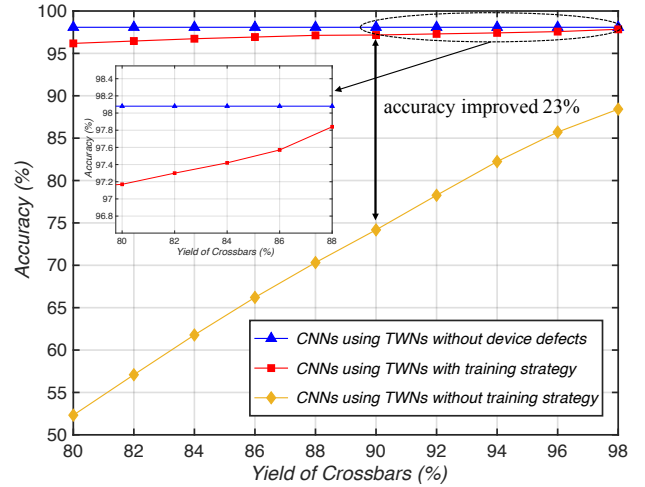 100
95
90
85
80
75
70
65
60
55
50
Accuracy (%)
98.4
98.2
98
97.8
97.6
97.4
97.2
97
96.8
Accuracy (%)
80 82 84 86 88
Yield of Crossbars (%)
accuracy improved 23%
CNNs using TWNs without device defects
CNNs using TWNs with training strategy
CNNs using TWNs without training strategy
80 82 84 86 88 90 92 94 96 98
Yield of Crossbars (%)